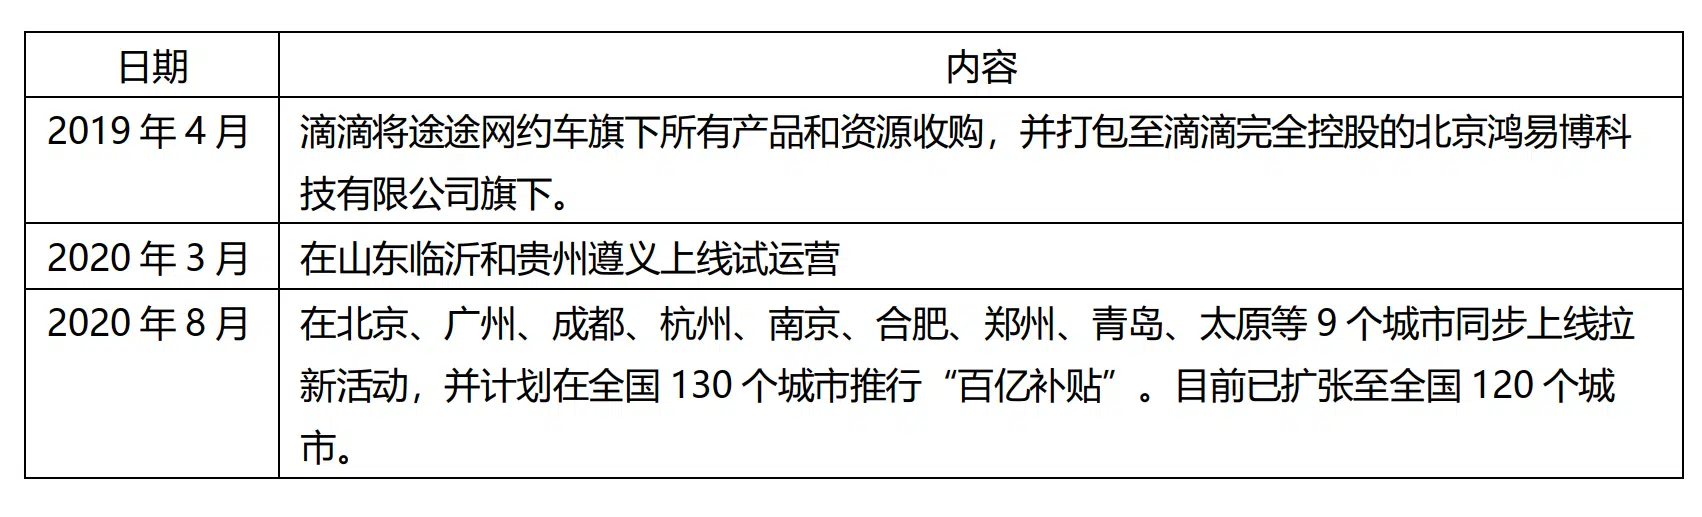 日期 内容
2019 年 4 月 滴滴将途途网约车旗下所有产品和资源收购，并打包至滴滴完全控股的北京鸿易博科
技有限公司旗下。
2020 年 3 月 在山东临沂和贵州遵义上线试运营
2020 年 8 月 在北京、广州、成都、杭州、南京、合肥、郑州、青岛、太原等 9 个城市同步上线拉
新活动，并计划在全国 130 个城市推行“百亿补贴”。目前已扩张至全国 120 个城
市。